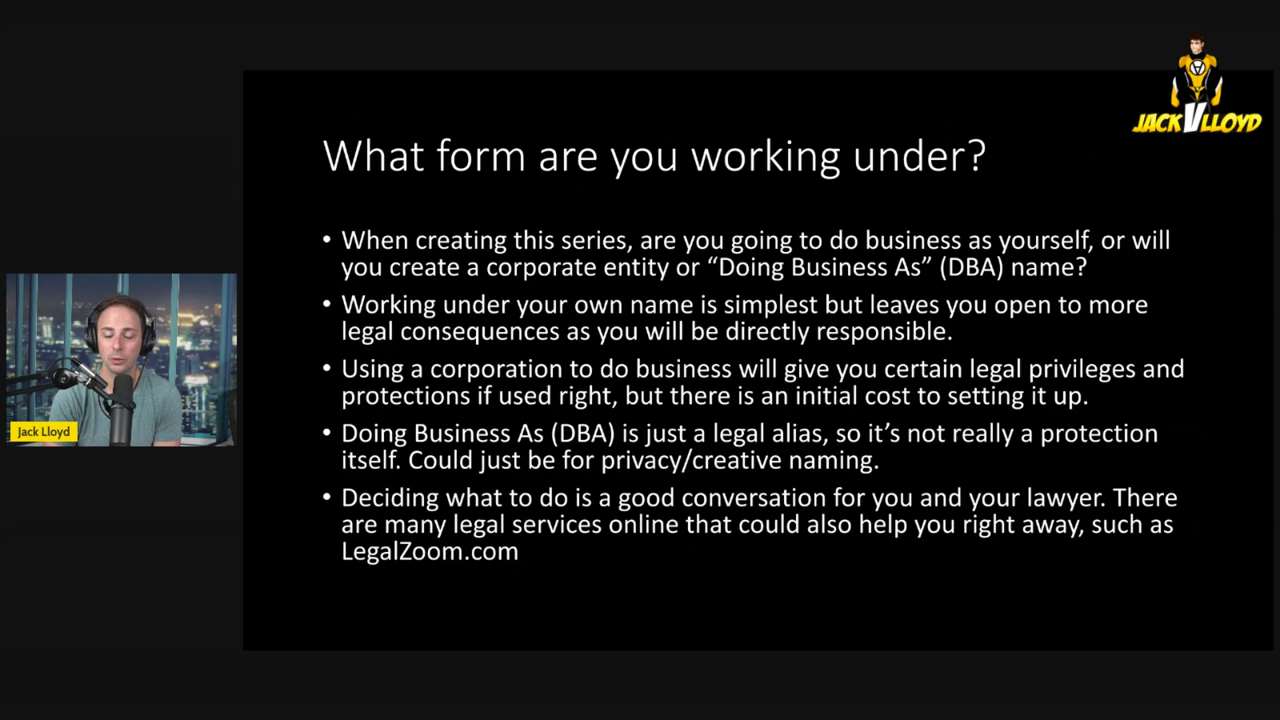 JACK V LLOYD
What form are you working under?
• When creating this series, are you going to do business as yourself, or will
you create a corporate entity or “Doing Business As” (DBA) name?
• Working under your own name is simplest but leaves you open to more
legal consequences as you will be directly responsible.
• Using a corporation to do business will give you certain legal privileges and
protections if used right, but there is an initial cost to setting it up.
• Doing Business As (DBA) is just a legal alias, so it’s not really a protection
itself. Could just be for privacy/creative naming.
• Deciding what to do is a good conversation for you and your lawyer. There
are many legal services online that could also help you right away, such as
LegalZoom.com
Jack Lloyd